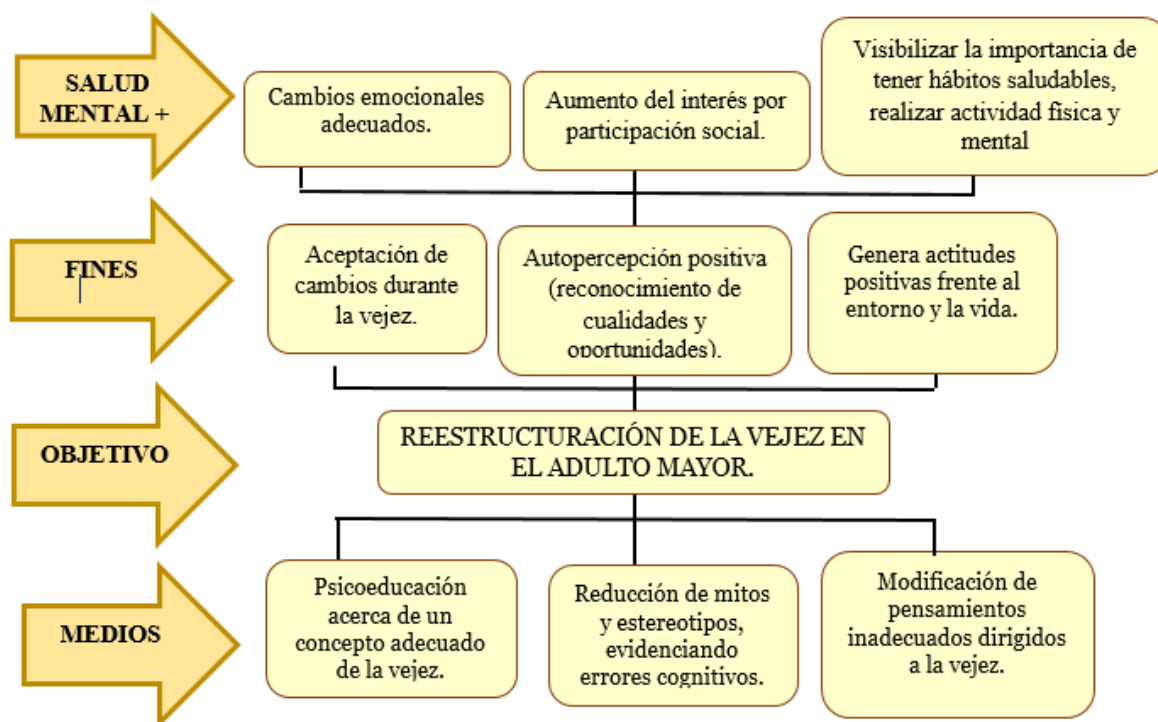 SALUD
MENTAL +
Cambios emocionales
adecuados.
Aumento del interés por
participación social.
Visibilizar la importancia de
tener hábitos saludables,
realizar actividad física y
mental
FINES
Aceptación de
cambios durante
la vejez.
Autopercepción positiva
(reconocimiento de
cualidades y
oportunidades).
Genera actitudes
positivas frente al
entorno y la vida.
OBJETIVO
REESTRUCTURACIÓN DE LA VEJEZ EN
EL ADULTO MAYOR.
MEDIOS
Psicoeducación
acerca de un
concepto adecuado
de la vejez.
Reducción de mitos
y estereotipos,
evidenciando
errores cognitivos.
Modificación de
pensamientos
inadecuados dirigidos
a la vejez.